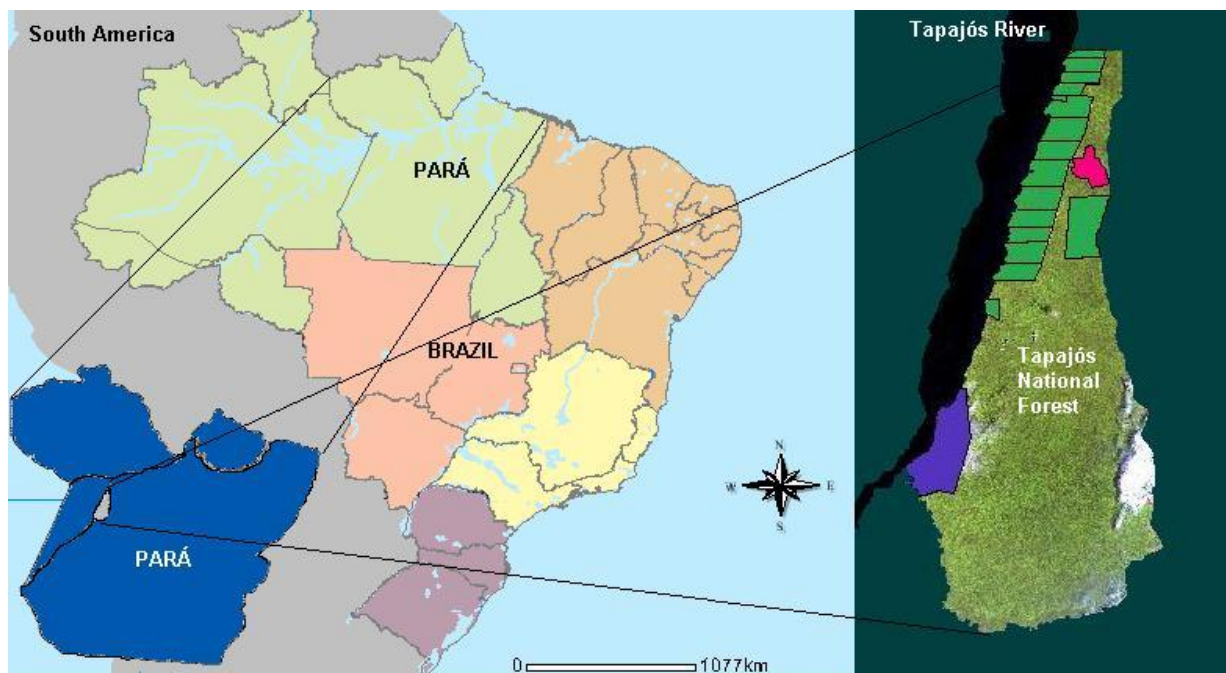 South America
Tapajós River
PARÁ
BRAZIL
Tapajós
National
Forest
N
W
E
S
PARÁ
0
1077km